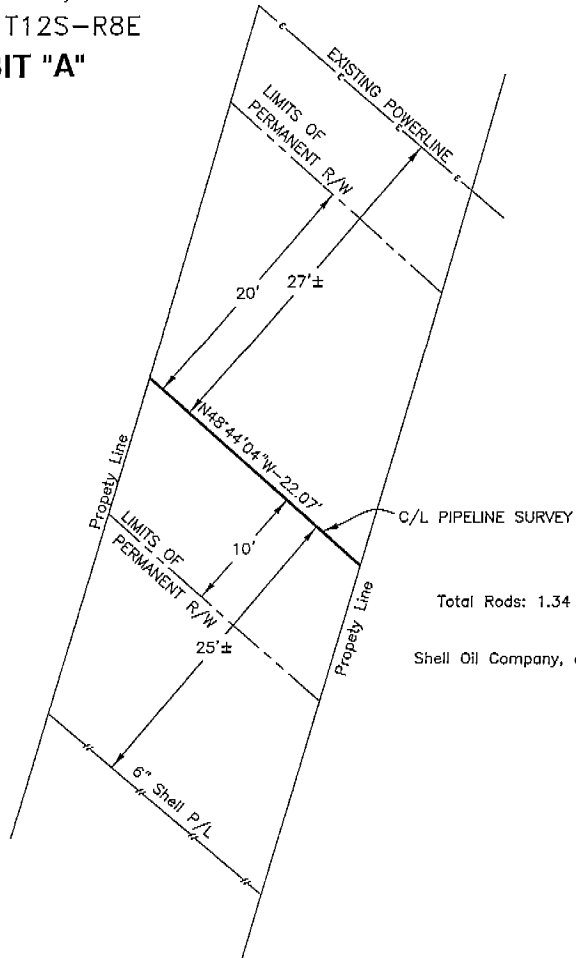 T12S-R8E
BIT "A"
EXISTING POWERLINE
LIMITS OF
PERMANENT R/W
20'
27'±
N48°44'04"W-22.07'
C/L PIPELINE SURVEY
Propety Line
LIMITS OF
PERMANENT R/W
10'
25'±
Propety Line
Total Rods: 1.34
Shell Oil Company,
6" Shell P/L